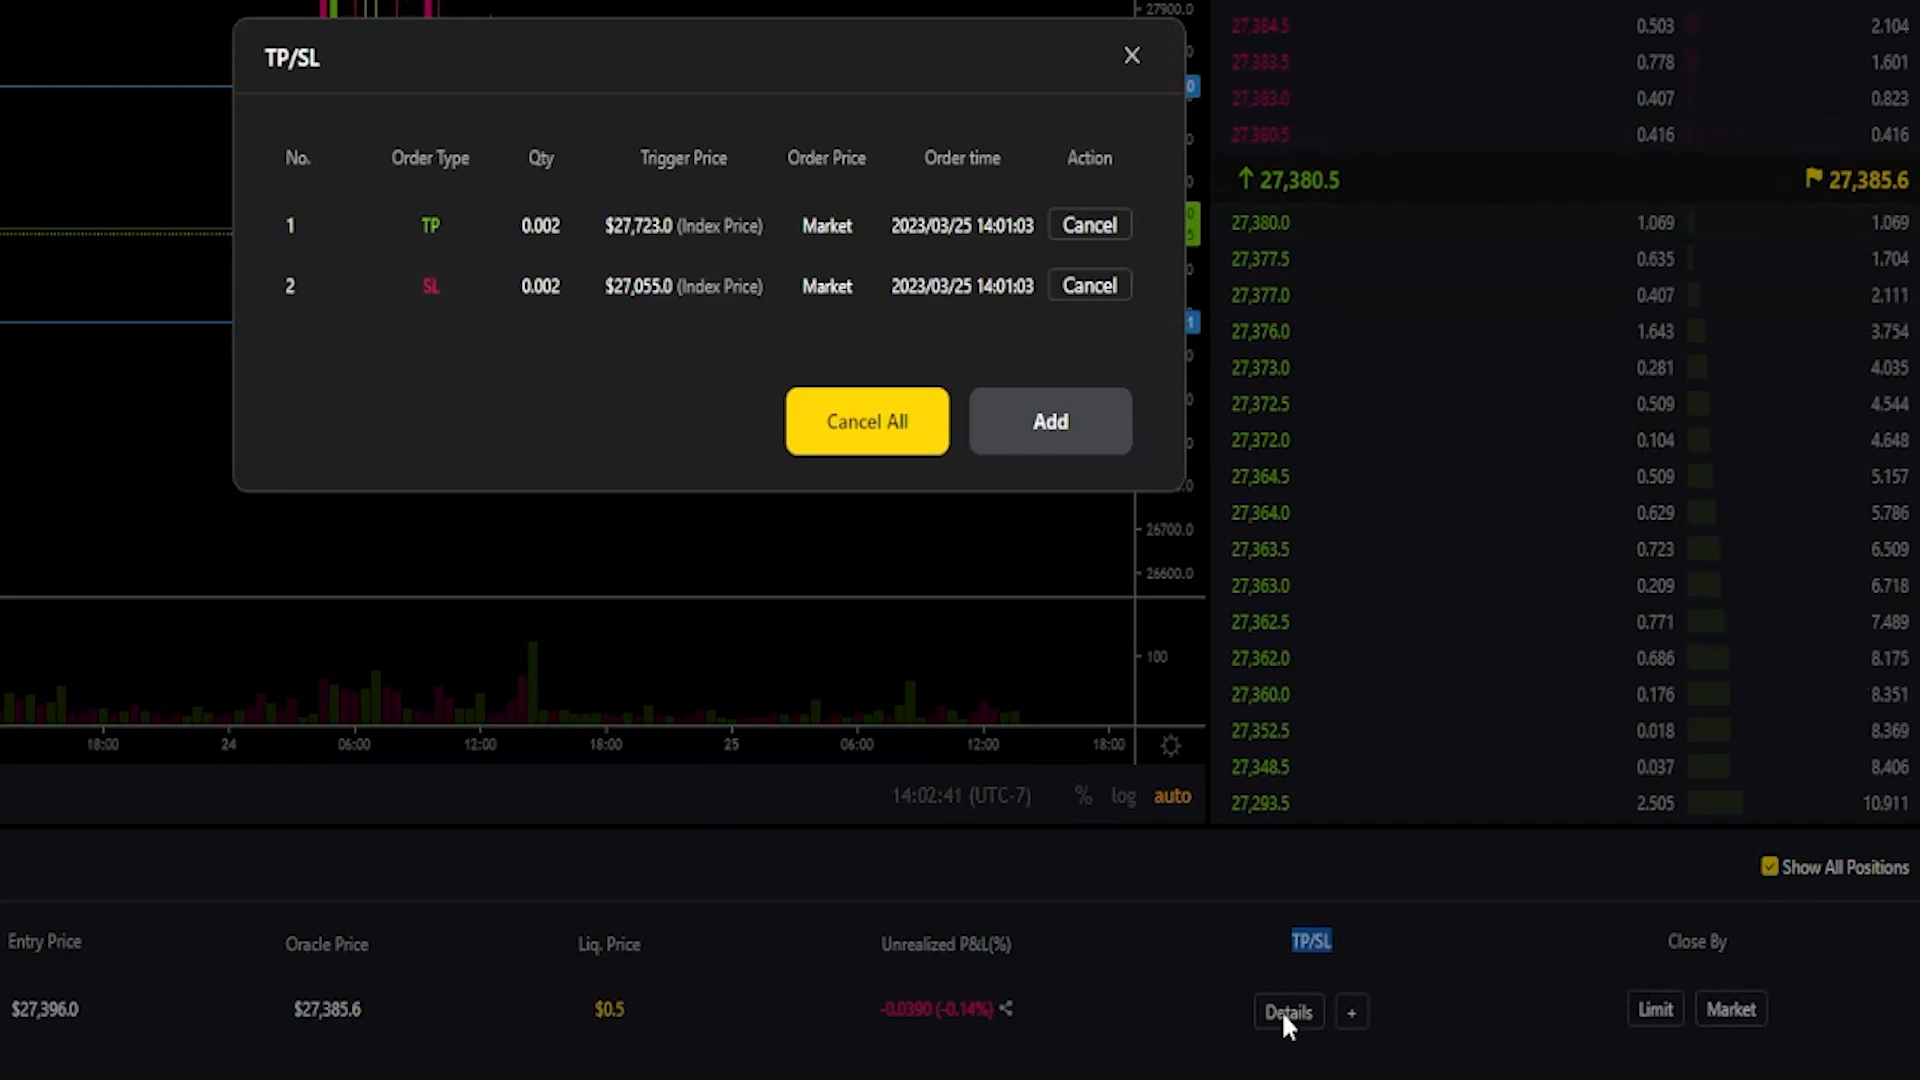 TP/SL
No. Order Type Qty Trigger Price Order Price Order time Action
1 TP 0.002 $27,723.0 (Index Price) Market 2023/03/25 14:01:03 Cancel
2 SL 0.002 $27,055.0 (Index Price) Market 2023/03/25 14:01:03 Cancel
Cancel All Add
27900.0
26700.0
26600.0
100
18:00 24 06:00 12:00 18:00 25 06:00 12:00 18:00
14:02:41 (UTC-7) % log auto
27,384.5 0.503 2.104
27,383.5 0.778 1.601
27,383.0 0.407 0.823
27,380.5 0.416 0.416
27,380.5 27,385.6
27,380.0 1.069 1.069
27,377.5 0.635 1.704
27,377.0 0.407 2.111
27,376.0 1.643 3.754
27,373.0 0.281 4.035
27,372.5 0.509 4.544
27,372.0 0.104 4.648
27,364.5 0.509 5.157
27,364.0 0.629 5.786
27,363.5 0.723 6.509
27,363.0 0.209 6.718
27,362.5 0.771 7.489
27,362.0 0.686 8.175
27,360.0 0.176 8.351
27,352.5 0.018 8.369
27,348.5 0.037 8.406
27,293.5 2.505 10.911
Show All Positions
Entry Price Oracle Price Liq. Price Unrealized P&L(%) TP/SL Close By
$27,396.0 $27,385.6 $0.5 -0.0390 (-0.14%) Details + Limit Market